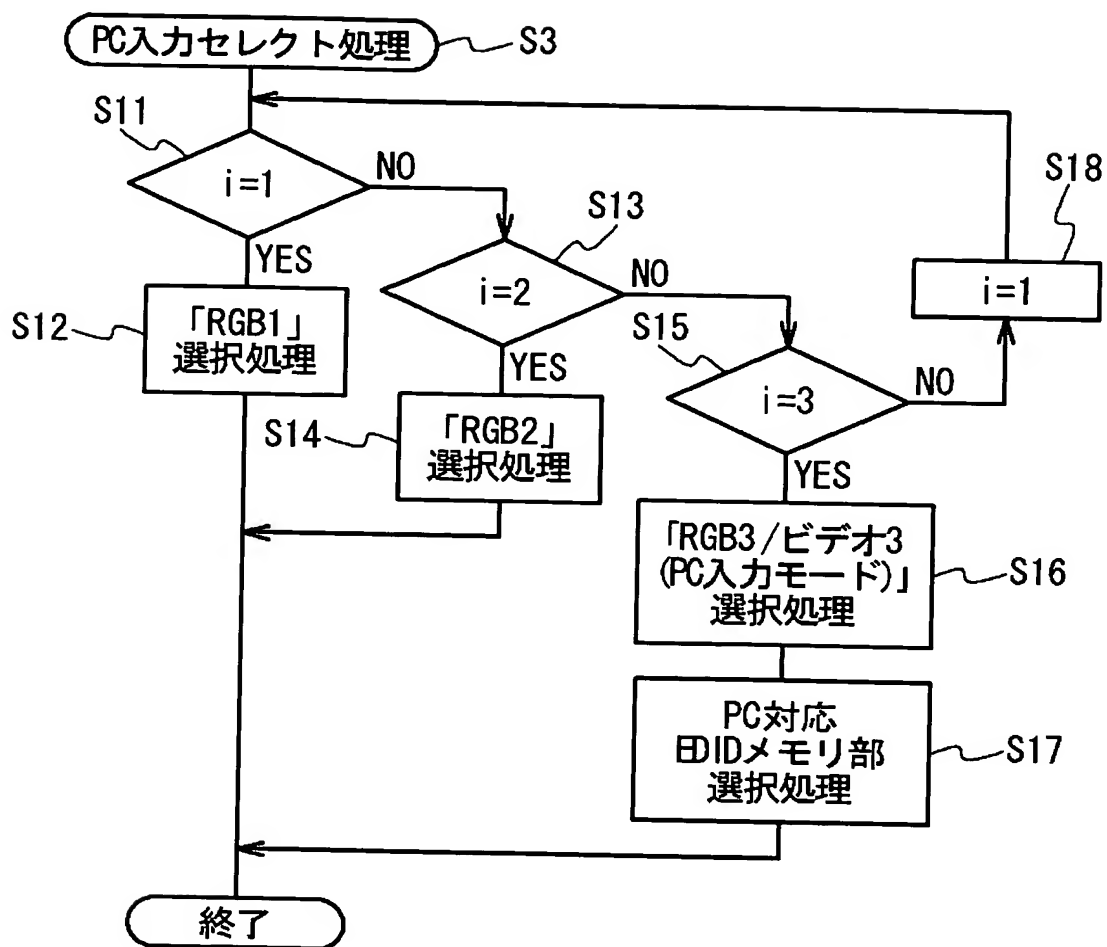 PC入力セレクト処理
S3
S11
i=1
NO
YES
S12
「RGB1」
選択処理
S13
i=2
NO
YES
S14
「RGB2」
選択処理
S15
i=3
NO
YES
S18
i=1
「RGB3/ビデオ3
(PC入力モード)」
選択処理
S16
PC対応
EDIDメモリ部
選択処理
S17
終了